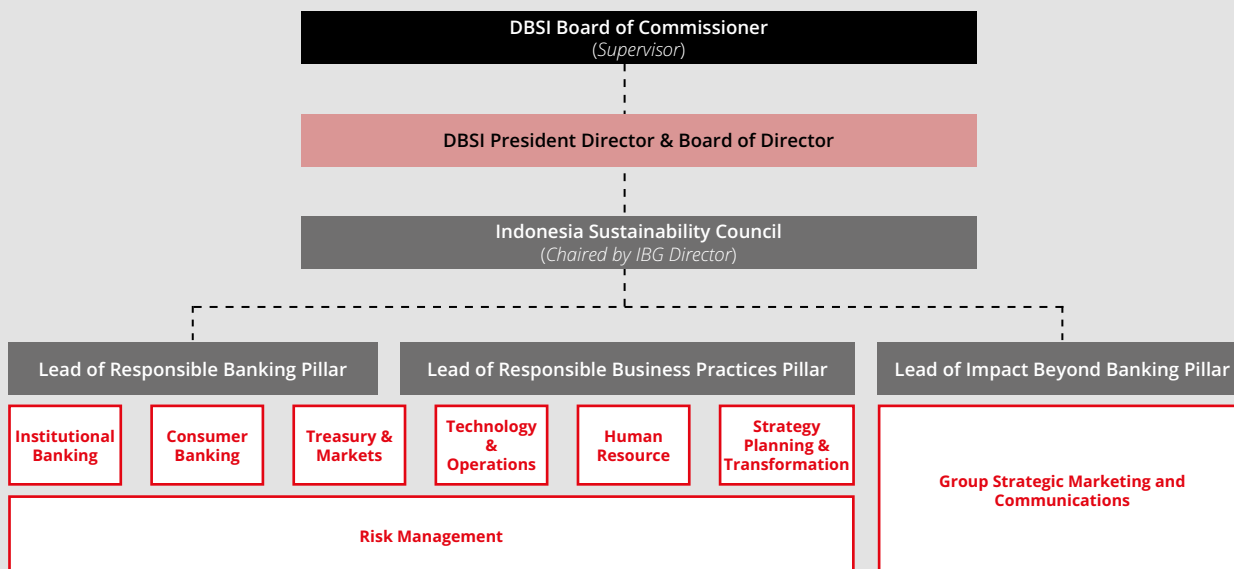 DBSI Board of Commissioner
(Supervisor)
DBSI President Director & Board of Director
Indonesia Sustainability Council
(Chaired by IBG Director)
Lead of Responsible Banking Pillar
Lead of Responsible Business Practices Pillar
Lead of Impact Beyond Banking Pillar
Institutional
Banking
Consumer
Banking
Treasury &
Markets
Technology
&
Operations
Human
Resource
Strategy
Planning &
Transformation
Group Strategic Marketing and
Communications
Risk Management